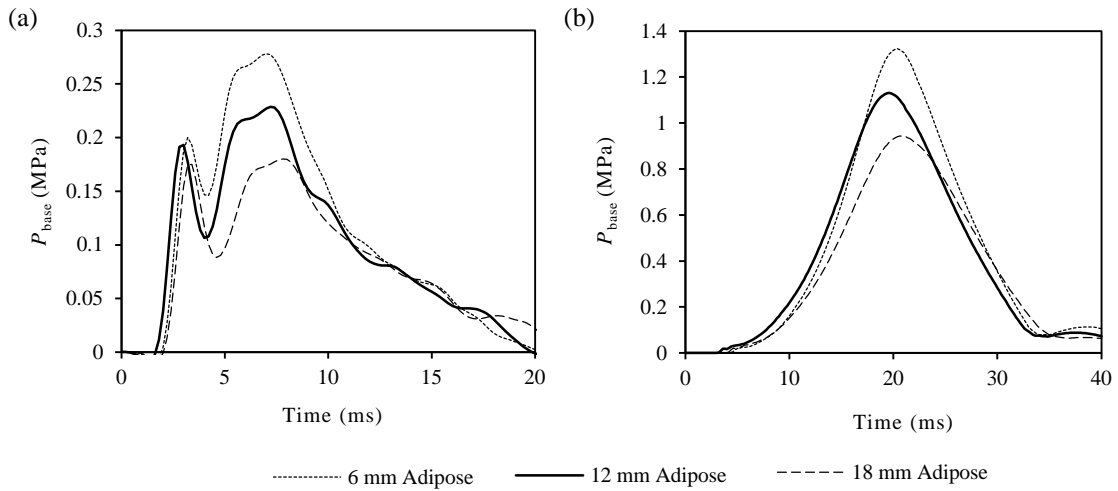 (a)
0.3
0.25
0.2
0.15
0.1
0.05
0
P_base (MPa)
0 5 10 15 20
Time (ms)
(b)
1.4
1.2
1
0.8
0.6
0.4
0.2
0
P_base (MPa)
0 10 20 30 40
Time (ms)
6 mm Adipose 12 mm Adipose 18 mm Adipose